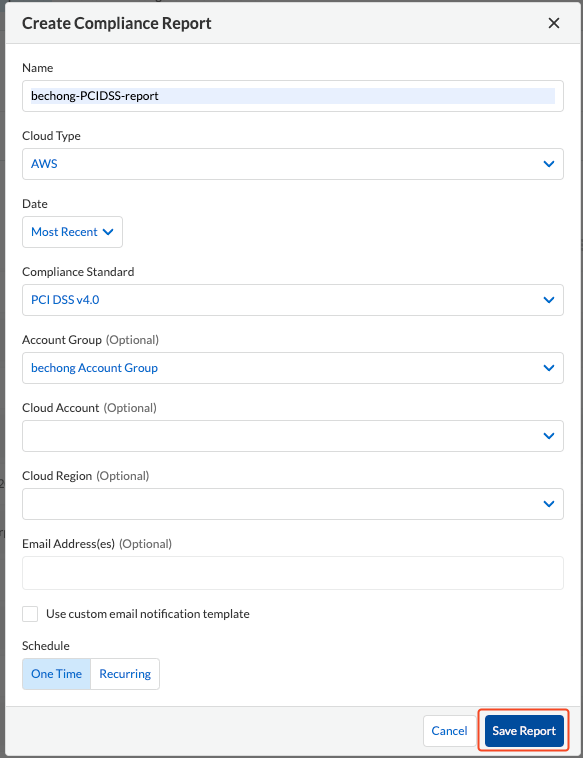 Create Compliance Report
Name
bechong-PCIDSS-report
Cloud Type
AWS
Date
Most Recent
Compliance Standard
PCI DSS v4.0
Account Group (Optional)
bechong Account Group
Cloud Account (Optional)
Cloud Region (Optional)
Email Address(es) (Optional)
Use custom email notification template
Schedule
One Time Recurring
Cancel Save Report